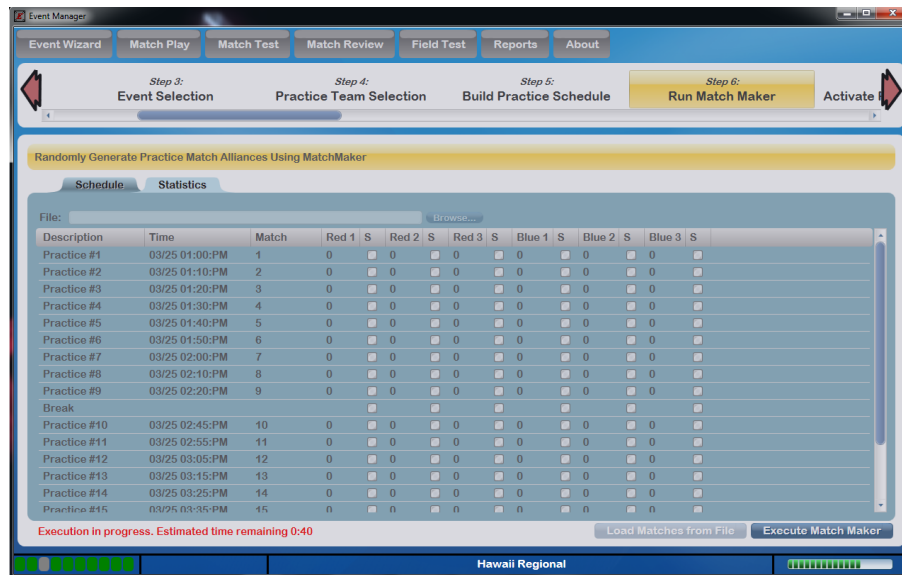 Event Manager
Event Wizard Match Play Match Test Match Review Field Test Reports About
Step 3: Step 4: Step 5: Step 6:
Event Selection Practice Team Selection Build Practice Schedule Run Match Maker Activate
Randomly Generate Practice Match Alliances Using MatchMaker
Schedule Statistics
File: Browse...
Description Time Match Red 1 S Red 2 S Red 3 S Blue 1 S Blue 2 S Blue 3 S
Practice #1 03/25 01:00:PM 1 0 0 0 0 0 0
Practice #2 03/25 01:10:PM 2 0 0 0 0 0 0
Practice #3 03/25 01:20:PM 3 0 0 0 0 0 0
Practice #4 03/25 01:30:PM 4 0 0 0 0 0 0
Practice #5 03/25 01:40:PM 5 0 0 0 0 0 0
Practice #6 03/25 01:50:PM 6 0 0 0 0 0 0
Practice #7 03/25 02:00:PM 7 0 0 0 0 0 0
Practice #8 03/25 02:10:PM 8 0 0 0 0 0 0
Practice #9 03/25 02:20:PM 9 0 0 0 0 0 0
Break
Practice #10 03/25 02:45:PM 10 0 0 0 0 0 0
Practice #11 03/25 02:55:PM 11 0 0 0 0 0 0
Practice #12 03/25 03:05:PM 12 0 0 0 0 0 0
Practice #13 03/25 03:15:PM 13 0 0 0 0 0 0
Practice #14 03/25 03:25:PM 14 0 0 0 0 0 0
Practice #15 03/25 03:35:PM 15 0 0 0 0 0 0
Execution in progress. Estimated time remaining 0:40 Load Matches from File Execute Match Maker
Hawaii Regional